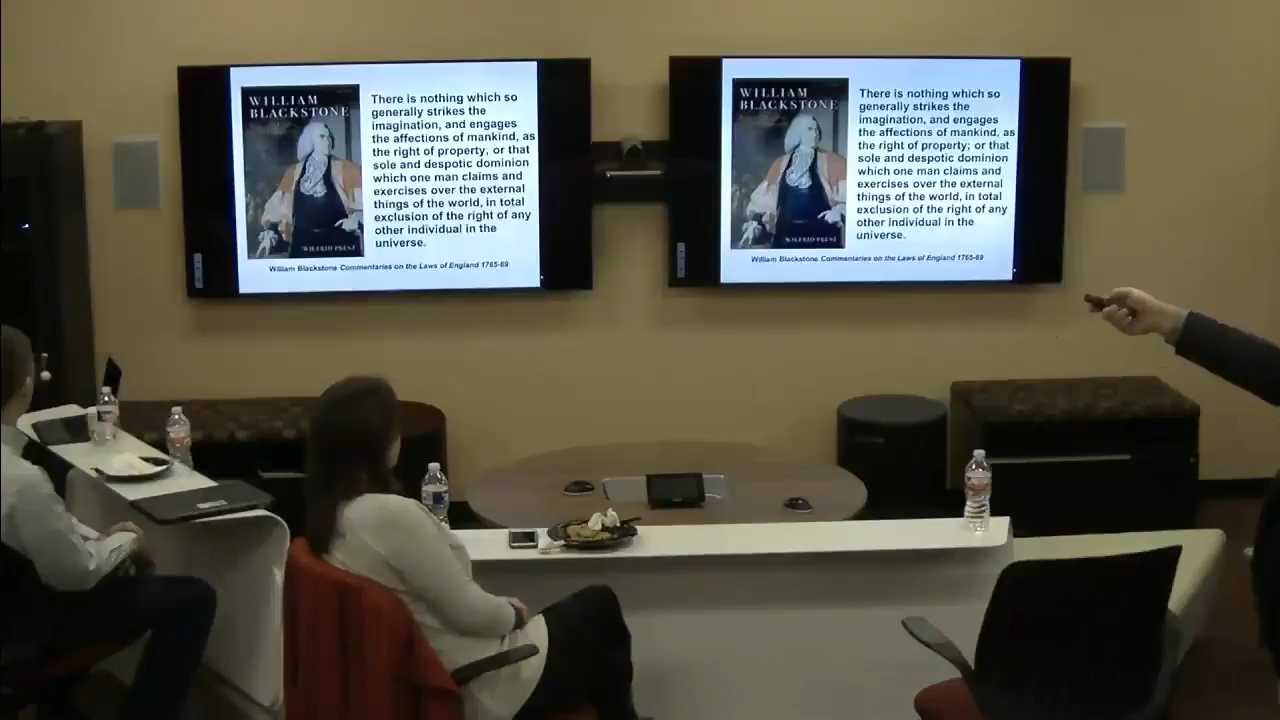 WILLIAM
BLACKSTONE
WILFRID PREST
There is nothing which so
generally strikes the
imagination, and engages
the affections of mankind, as
the right of property; or that
sole and despotic dominion
which one man claims and
exercises over the external
things of the world, in total
exclusion of the right of any
other individual in the
universe.
William Blackstone Commentaries on the Laws of England 1765-69
WILLIAM
BLACKSTONE
WILFRID PREST
There is nothing which so
generally strikes the
imagination, and engages
the affections of mankind, as
the right of property; or that
sole and despotic dominion
which one man claims and
exercises over the external
things of the world, in total
exclusion of the right of any
other individual in the
universe.
William Blackstone Commentaries on the Laws of England 1765-69